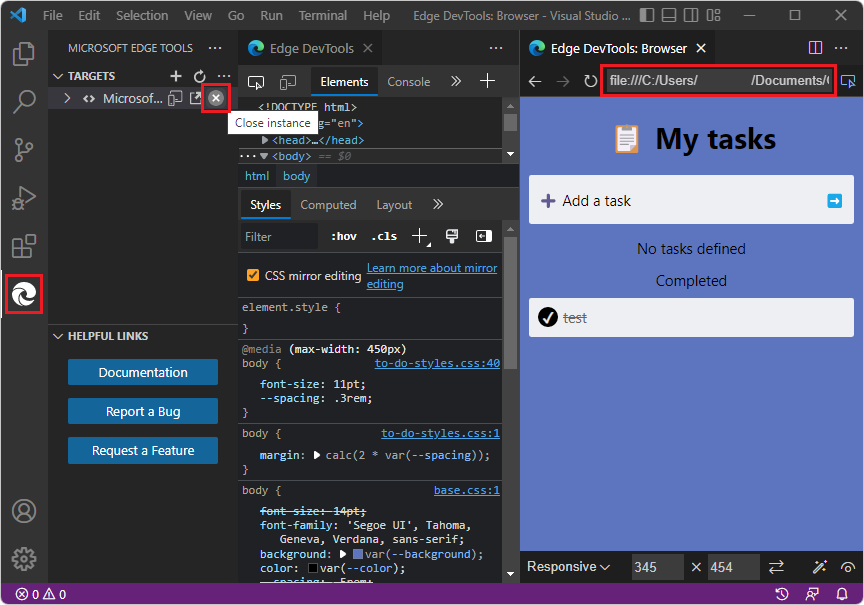 File Edit Selection View Go Run Terminal Help Edge DevTools: Browser - Visual Studio ...
MICROSOFT EDGE TOOLS ...
TARGETS
Microsof...
Close instance
HELPFUL LINKS
Documentation
Report a Bug
Request a Feature
Edge DevTools
Elements Console
<!DOCTYPE html>
g="en">
<head>…</head>
<body> == $0
html body
Styles Computed Layout
Filter :hov .cls
CSS mirror editing Learn more about mirror
editing
element.style {
}
@media (max-width: 450px)
body { to-do-styles.css:40
font-size: 11pt;
--spacing: .3rem;
}
body { to-do-styles.css:1
margin: calc(2 * var(--spacing));
}
body { base.css:1
font-size: 14pt;
font-family: 'Segoe UI', Tahoma,
Geneva, Verdana, sans-serif;
background: var(--background);
color: var(--color);
Edge DevTools: Browser
file:///C:/Users/ /Documents/
My tasks
Add a task
No tasks defined
Completed
test
Responsive 345 × 454
0 0